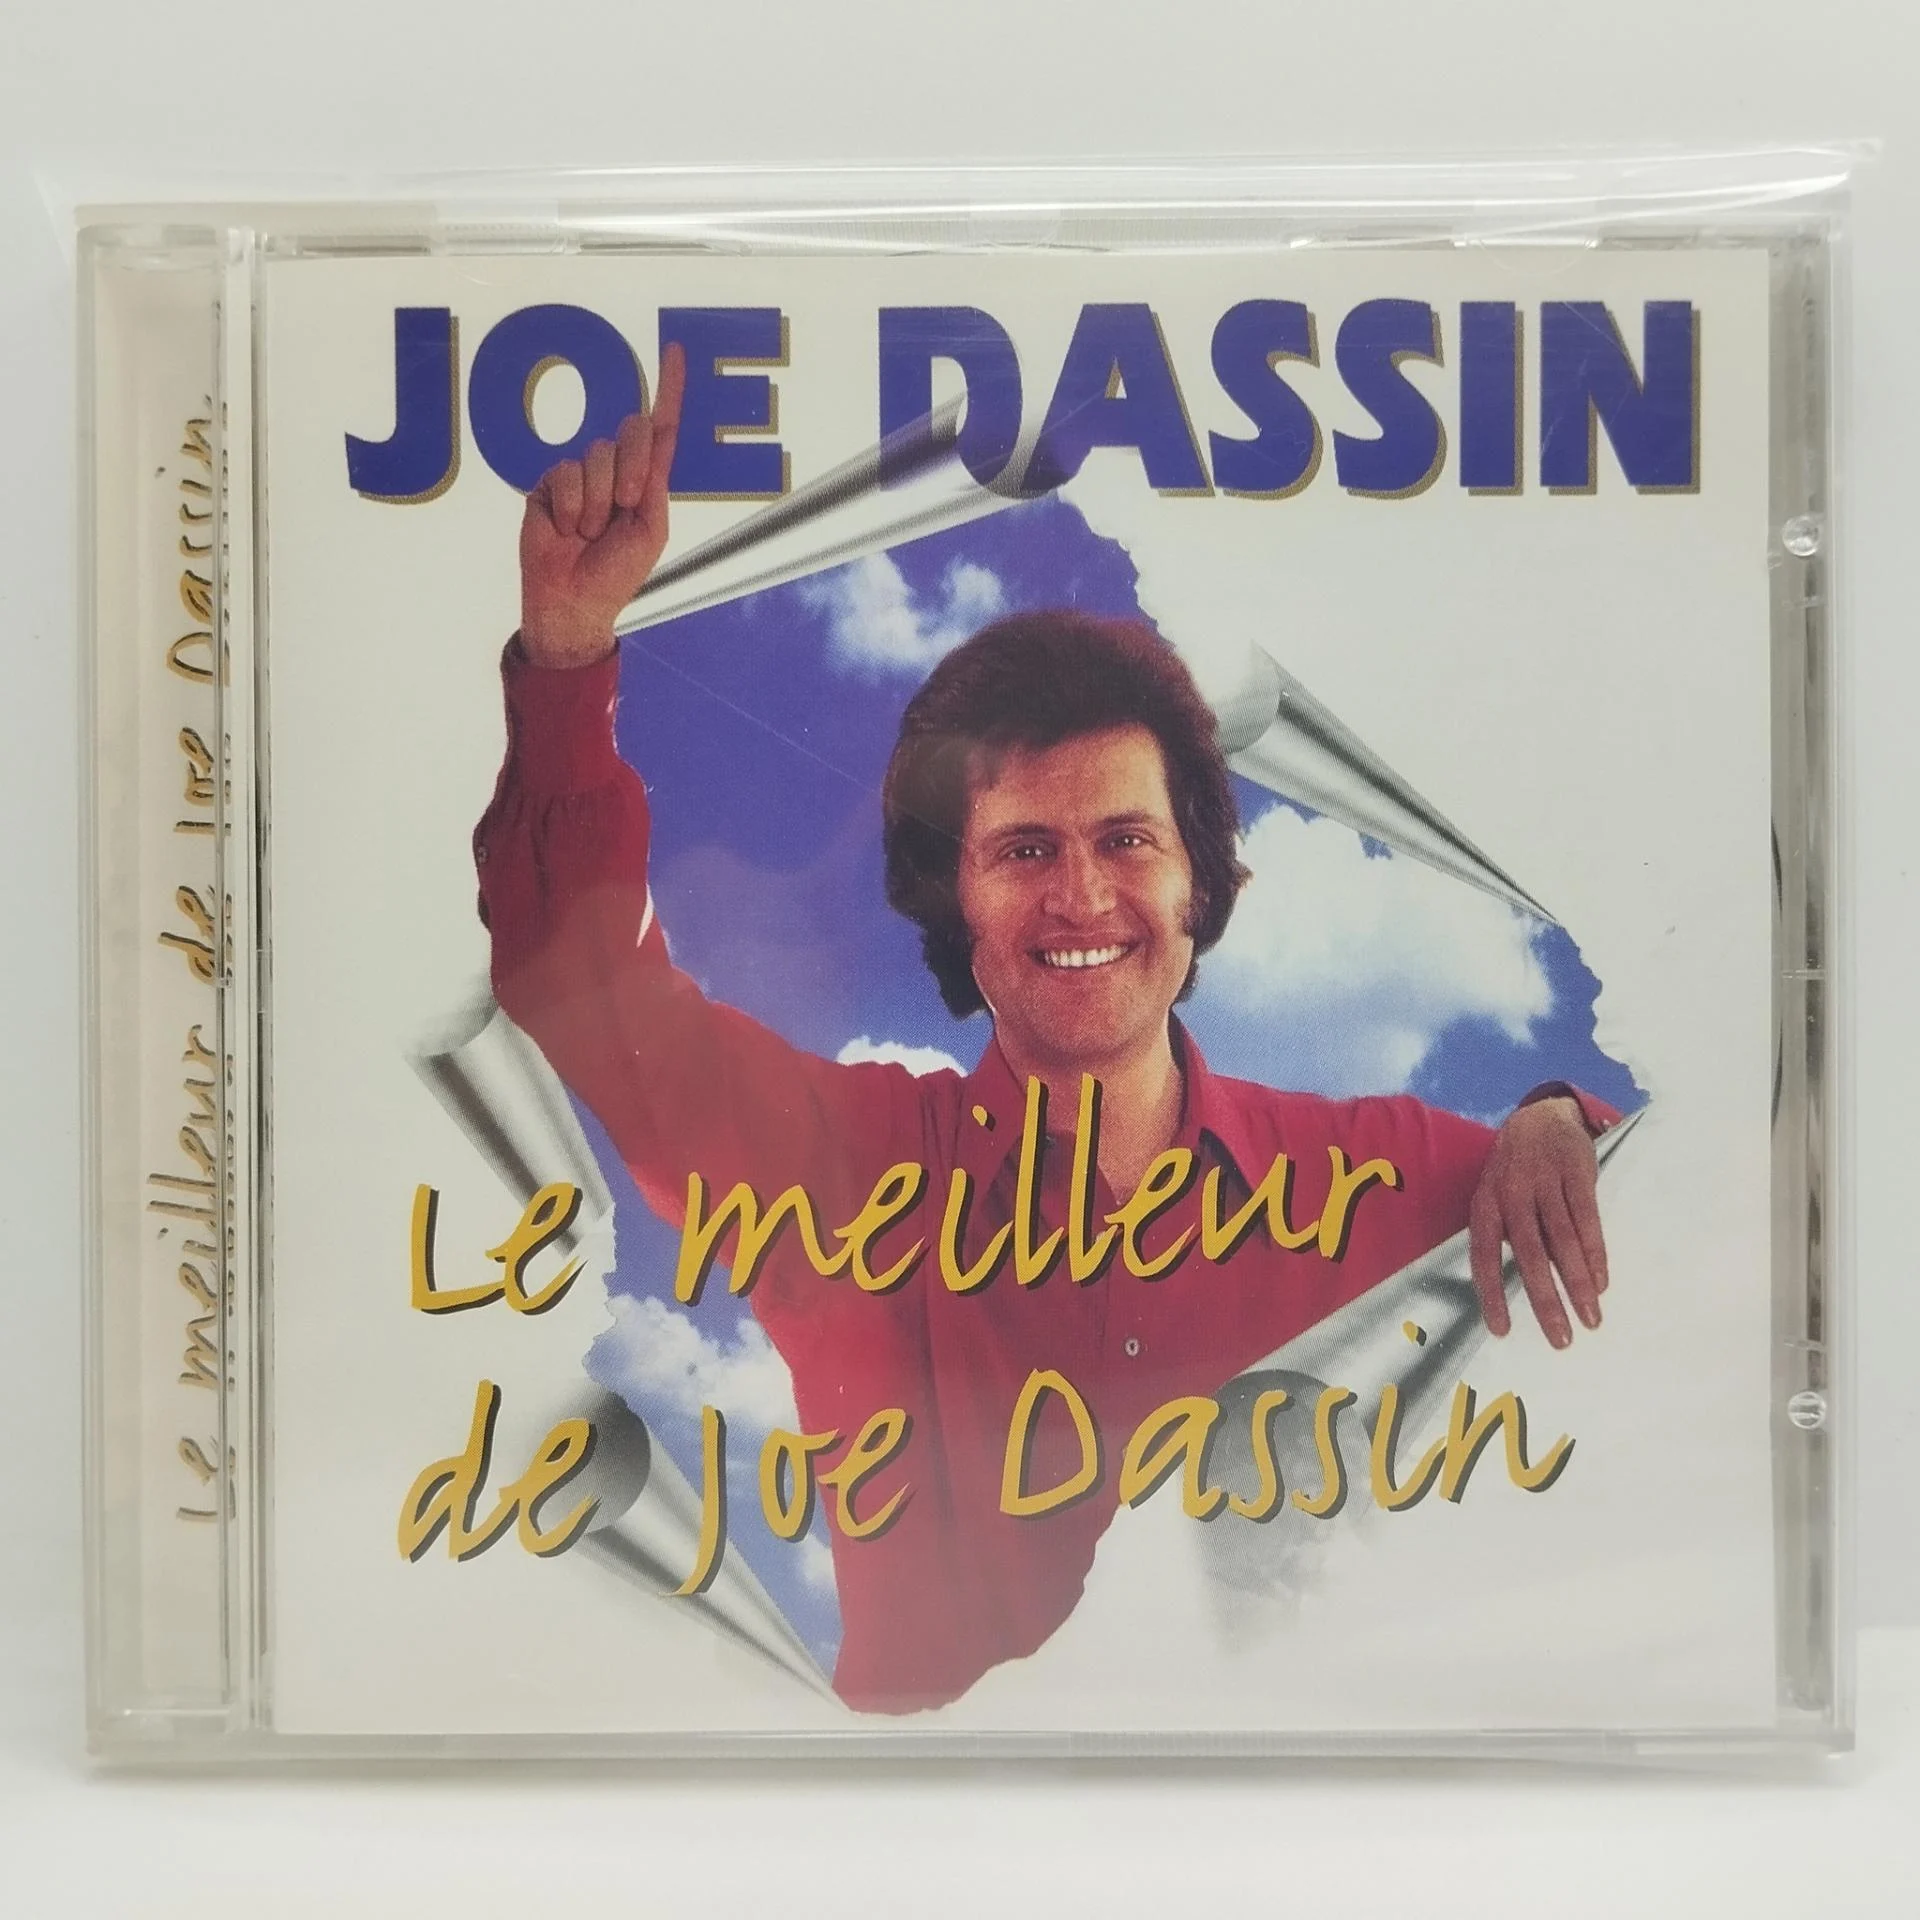 JOE DASSIN
Le meilleur
de Joe Dassin
Le meilleur de Joe Dassin